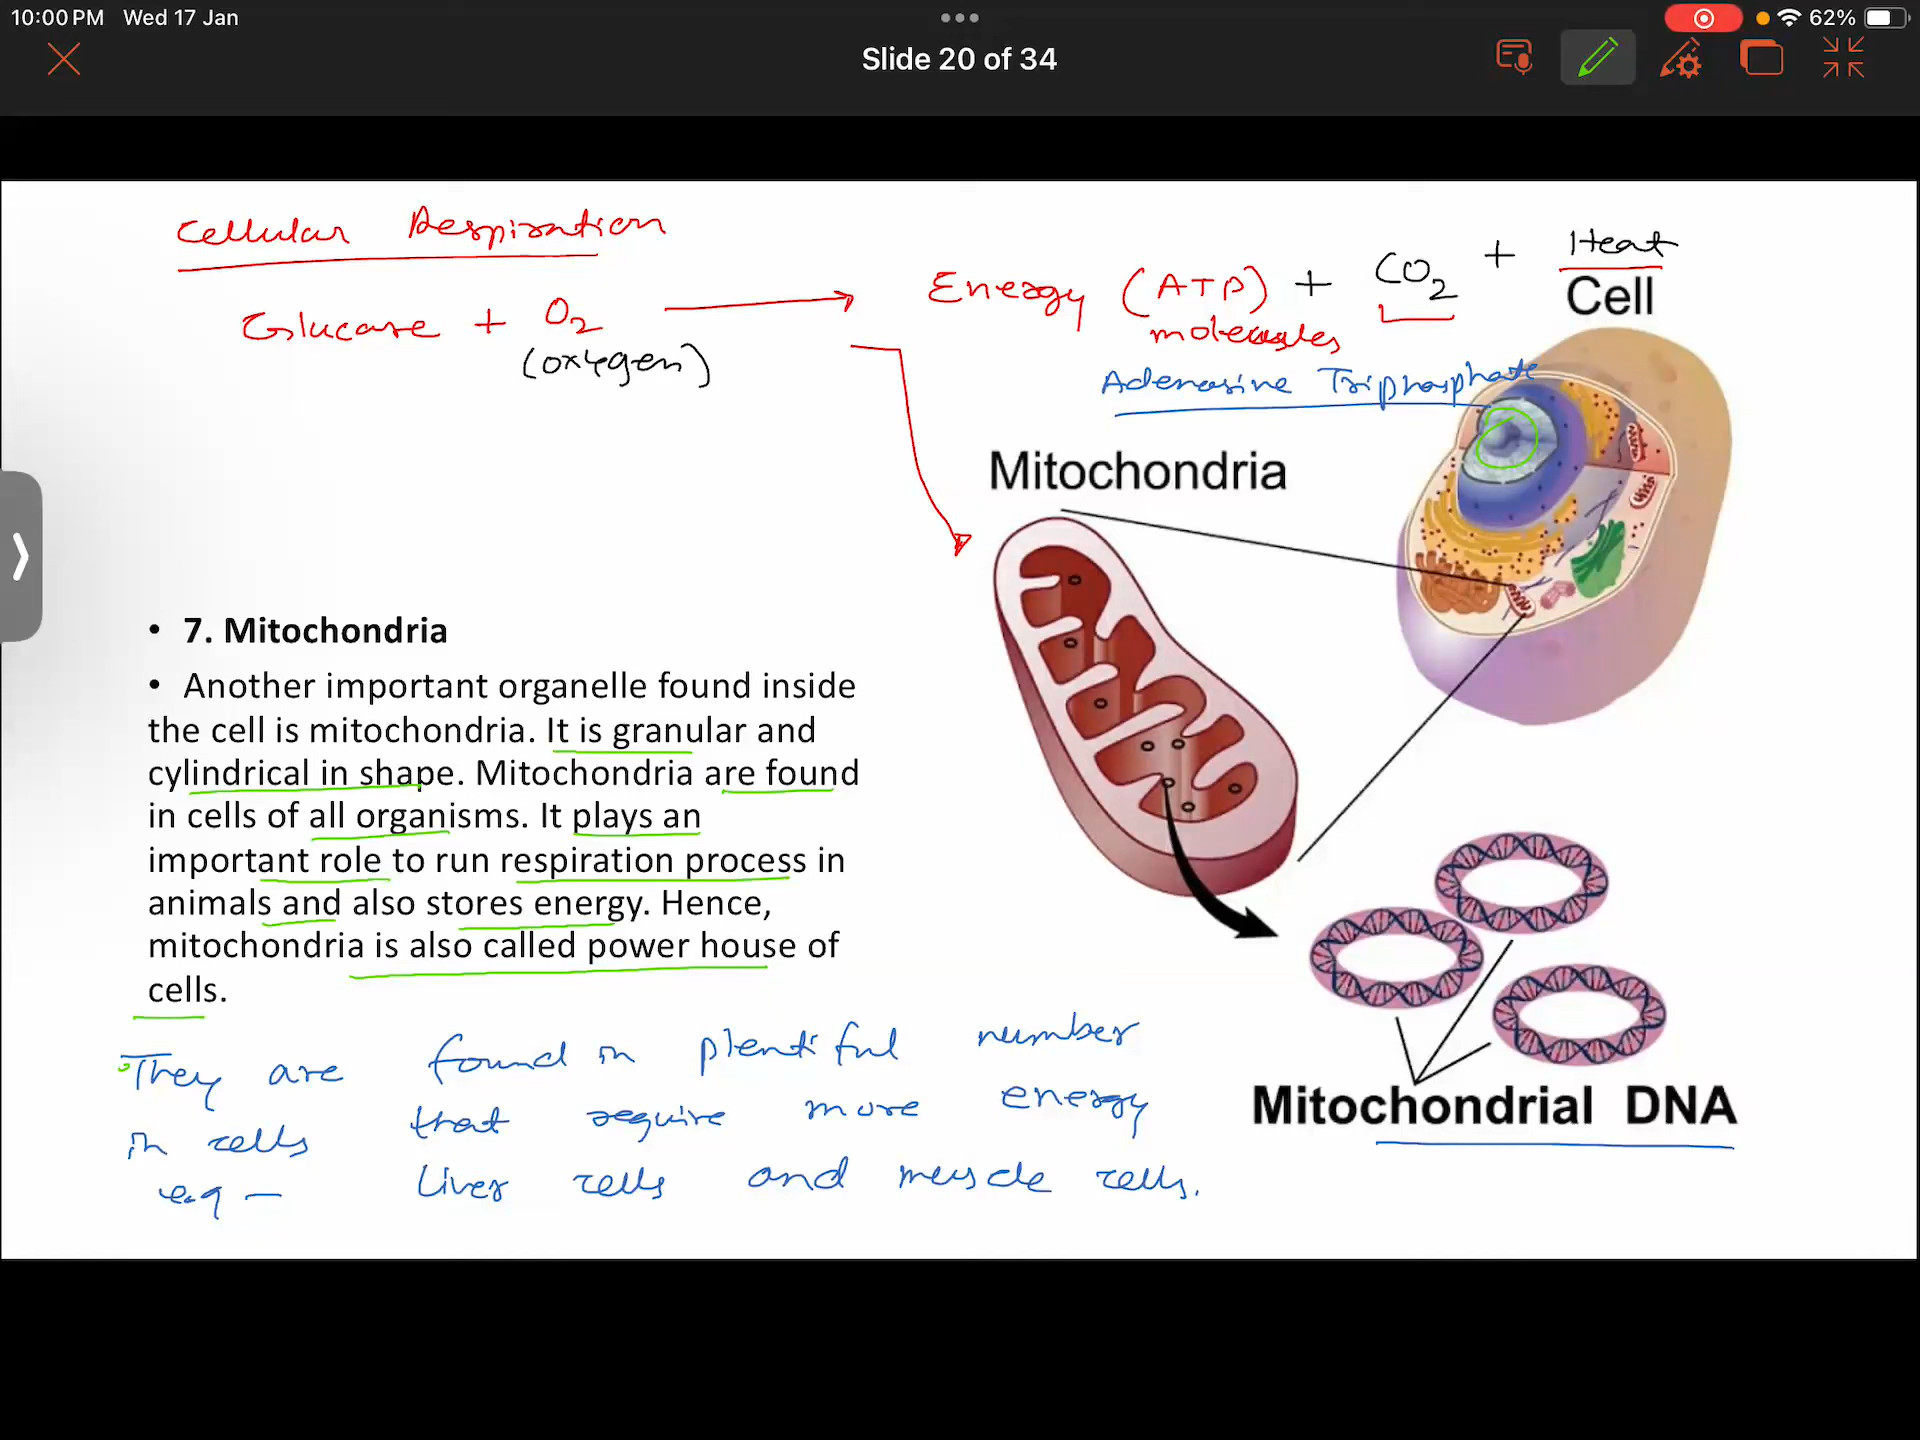 10:00 PM Wed 17 Jan
62%
Slide 20 of 34
Cellular Respiration
Glucose + O2 → Energy (ATP) + CO2 + Heat
(oxygen)
molecules
Adenosine Triphosphate
Cell
Mitochondria
• 7. Mitochondria
• Another important organelle found inside
the cell is mitochondria. It is granular and
cylindrical in shape. Mitochondria are found
in cells of all organisms. It plays an
important role to run respiration process in
animals and also stores energy. Hence,
mitochondria is also called power house of
cells.
They are found in plentiful number
in cells that require more energy
e.g — Liver cells and muscle cells.
Mitochondrial DNA